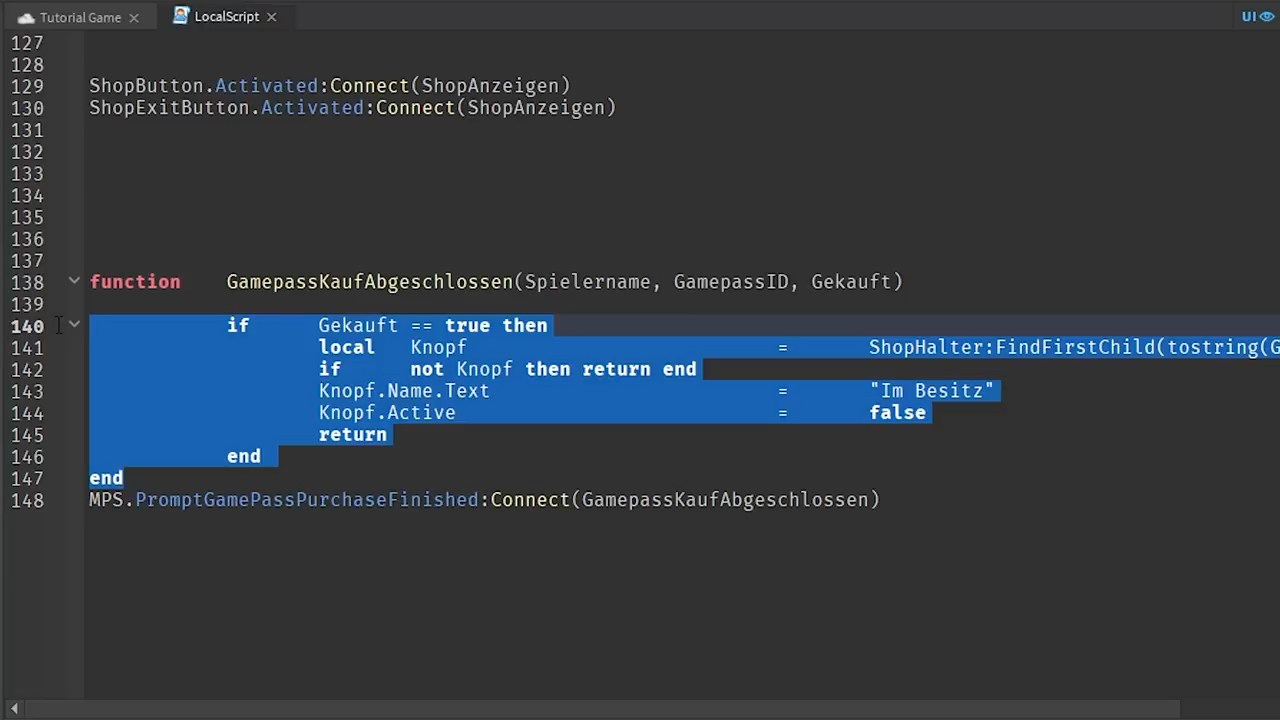 Tutorial Game
LocalScript
UI
127
128
129 ShopButton.Activated:Connect(ShopAnzeigen)
130 ShopExitButton.Activated:Connect(ShopAnzeigen)
131
132
133
134
135
136
137
138 function GamepassKaufAbgeschlossen(Spielername, GamepassID, Gekauft)
139
140 if Gekauft == true then
141 local Knopf = ShopHalter:FindFirstChild(tostring(G
142 if not Knopf then return end
143 Knopf.Name.Text = "Im Besitz"
144 Knopf.Active = false
145 return
146 end
147 end
148 MPS.PromptGamePassPurchaseFinished:Connect(GamepassKaufAbgeschlossen)